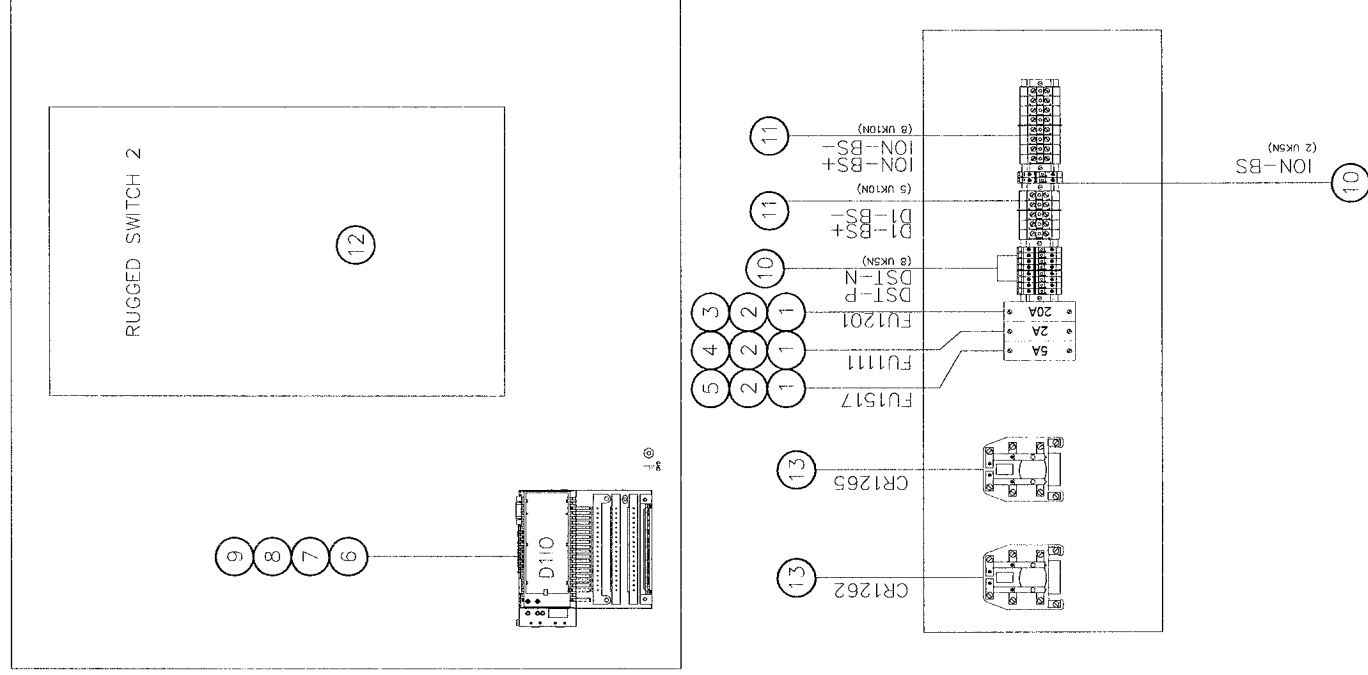 RUGGED SWITCH 2
12
9 8 7 6
D1IO
GND
11
ION-BS+
ION-BS-
(8 UK10N)
11
D1-BS+
D1-BS-
(5 UK10N)
10
DST-P
DST-N
(8 UK5N)
3 2 1
FU1201
20A
4 2 1
FU1111
2A
5 2 1
FU1517
5A
13
CR1265
13
CR1262
ION-BS
(2 UK5N)
10